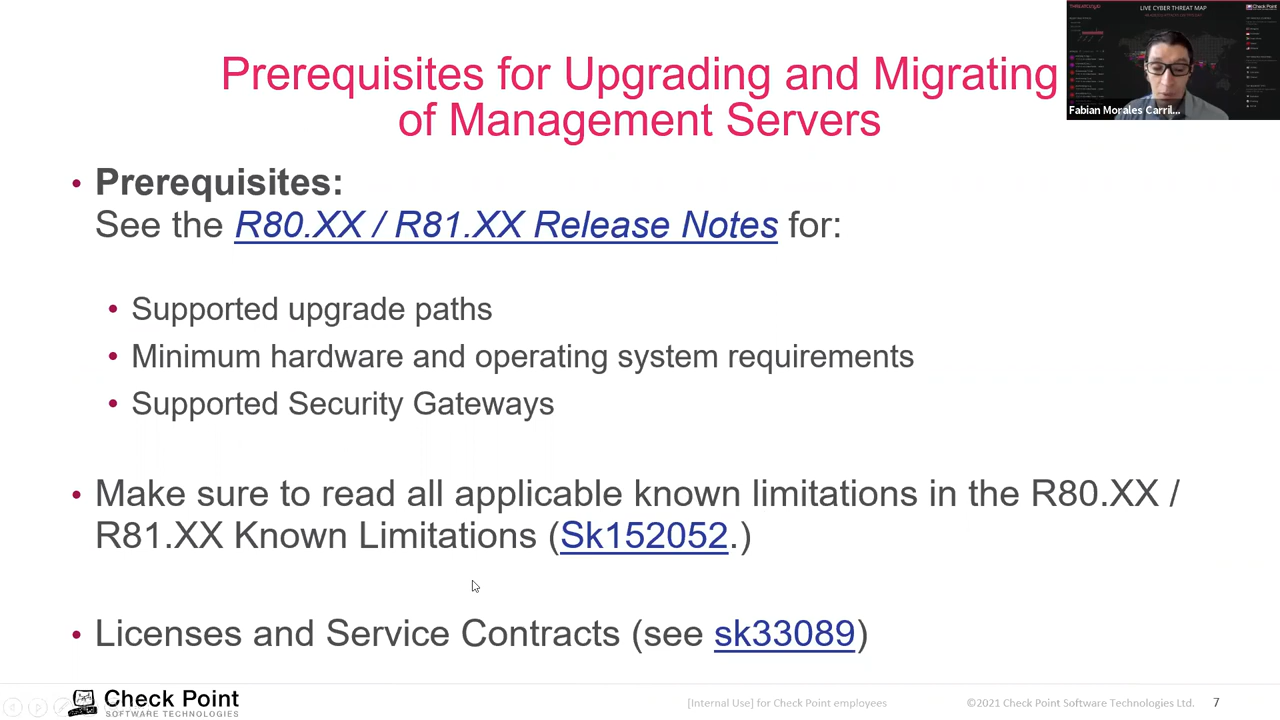 LIVE CYBER THREAT MAP
Check Point
Fabian Morales Carril...
Prerequisites for Upgrading and Migrating
of Management Servers
• Prerequisites:
See the R80.XX / R81.XX Release Notes for:
• Supported upgrade paths
• Minimum hardware and operating system requirements
• Supported Security Gateways
• Make sure to read all applicable known limitations in the R80.XX /
R81.XX Known Limitations (Sk152052.)
• Licenses and Service Contracts (see sk33089)
Check Point
SOFTWARE TECHNOLOGIES
[Internal Use] for Check Point employees
©2021 Check Point Software Technologies Ltd.
7